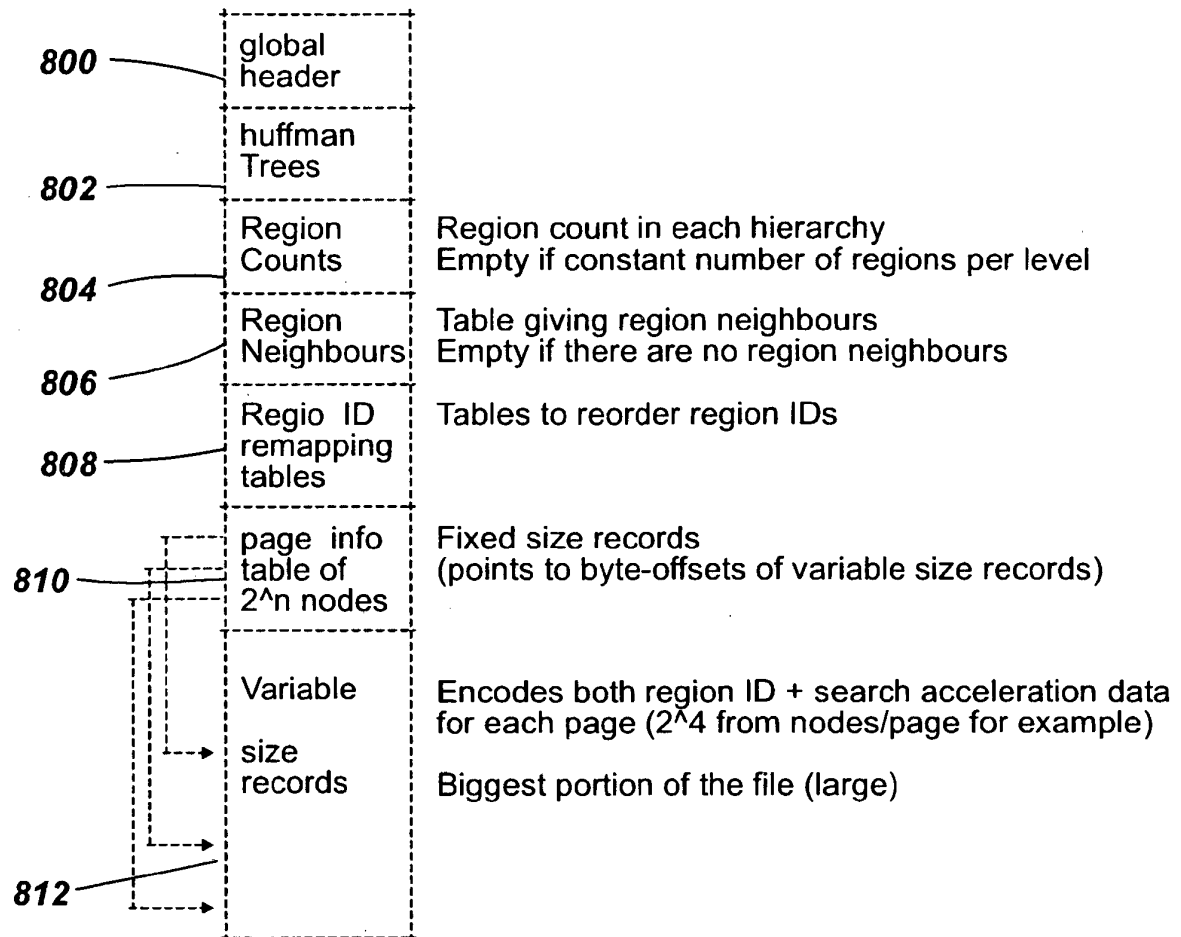 800
global
header
huffman
Trees
802
Region
Counts
Region count in each hierarchy
Empty if constant number of regions per level
804
Region
Neighbours
Table giving region neighbours
Empty if there are no region neighbours
806
Regio ID
remapping
tables
Tables to reorder region IDs
808
page info
table of
2^n nodes
Fixed size records
(points to byte-offsets of variable size records)
810
Variable
size
records
Encodes both region ID + search acceleration data
for each page (2^4 from nodes/page for example)
Biggest portion of the file (large)
812